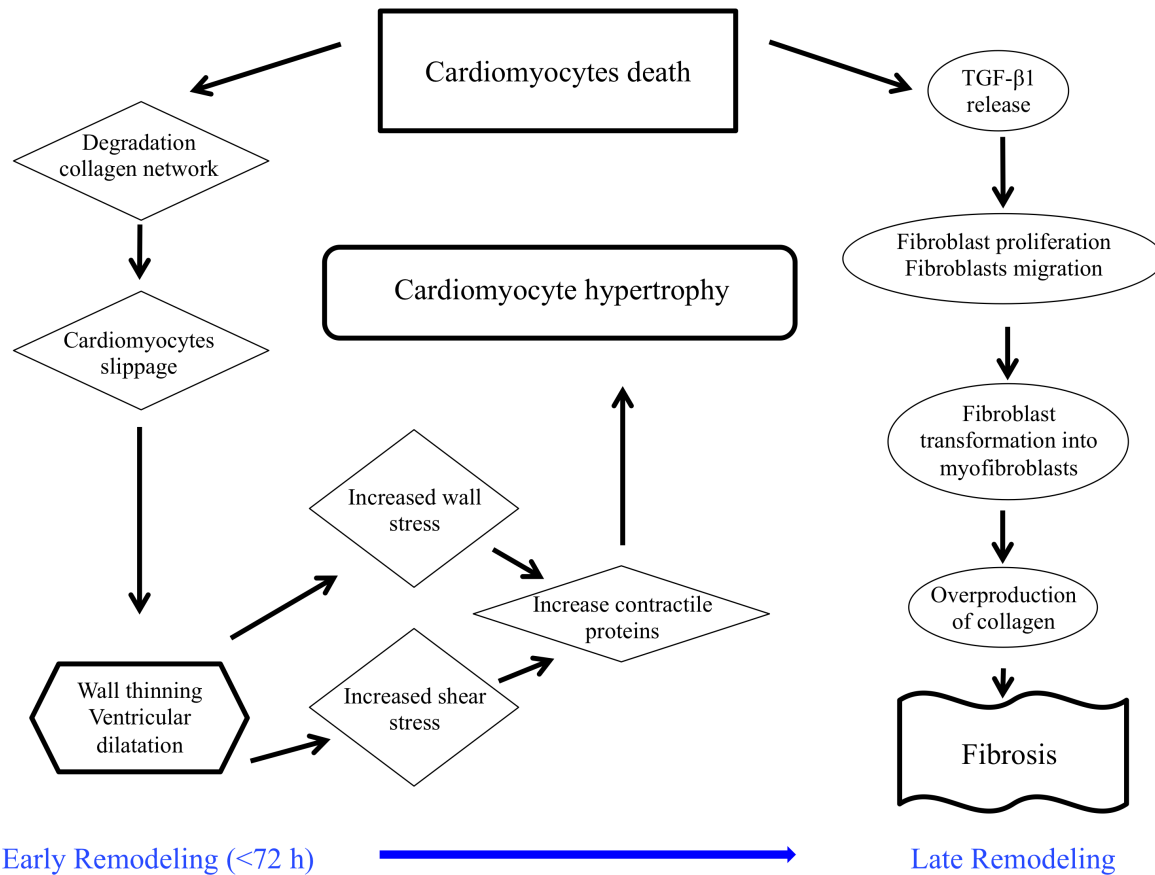 Cardiomyocytes death
TGF-β1
release
Degradation
collagen network
Fibroblast proliferation
Fibroblasts migration
Cardiomyocyte hypertrophy
Cardiomyocytes
slippage
Fibroblast
transformation into
myofibroblasts
Increased wall
stress
Increase contractile
proteins
Overproduction
of collagen
Wall thinning
Ventricular
dilatation
Increased shear
stress
Fibrosis
Early Remodeling (<72 h)
Late Remodeling